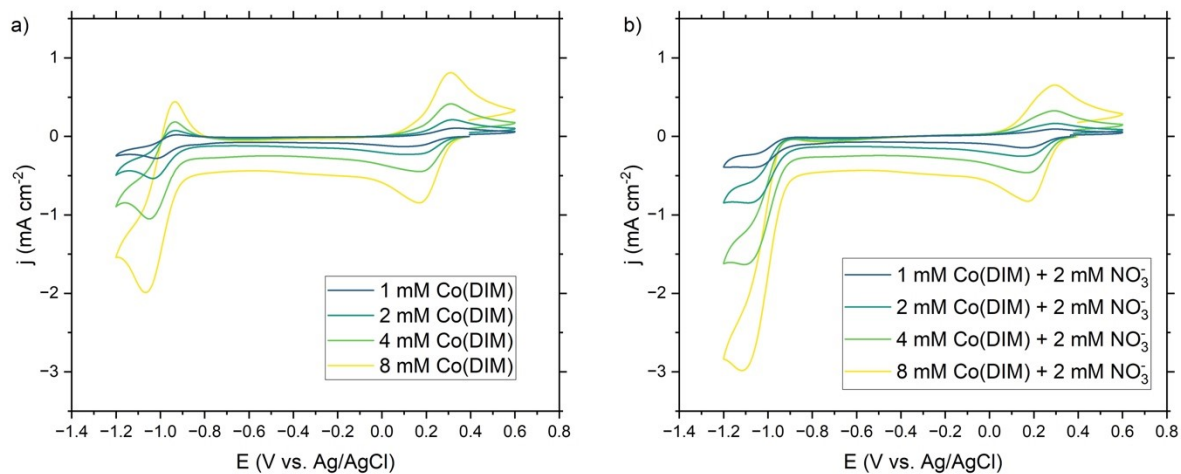 a)
1
0
−1
−2
−3
j (mA cm⁻²)
1 mM Co(DIM)
2 mM Co(DIM)
4 mM Co(DIM)
8 mM Co(DIM)
−1.4 −1.2 −1.0 −0.8 −0.6 −0.4 −0.2 0.0 0.2 0.4 0.6 0.8
E (V vs. Ag/AgCl)
b)
1
0
−1
−2
−3
j (mA cm⁻²)
1 mM Co(DIM) + 2 mM NO₃⁻
2 mM Co(DIM) + 2 mM NO₃⁻
4 mM Co(DIM) + 2 mM NO₃⁻
8 mM Co(DIM) + 2 mM NO₃⁻
−1.4 −1.2 −1.0 −0.8 −0.6 −0.4 −0.2 0.0 0.2 0.4 0.6 0.8
E (V vs. Ag/AgCl)